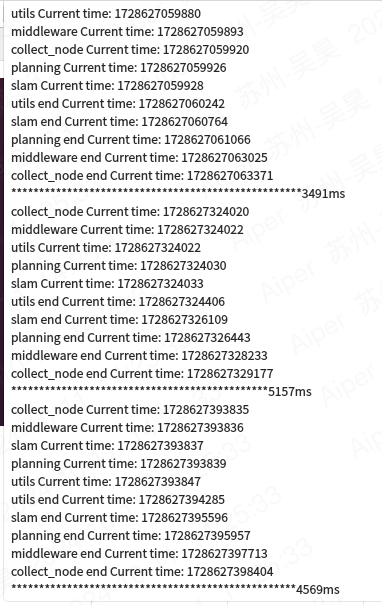 utils Current time: 1728627059880
middleware Current time: 1728627059893
collect_node Current time: 1728627059920
planning Current time: 1728627059926
slam Current time: 1728627059928
utils end Current time: 1728627060242
slam end Current time: 1728627060764
planning end Current time: 1728627061066
middleware end Current time: 1728627063025
collect_node end Current time: 1728627063371
****************************************************3491ms
collect_node Current time: 1728627324020
middleware Current time: 1728627324022
utils Current time: 1728627324022
planning Current time: 1728627324030
slam Current time: 1728627324033
utils end Current time: 1728627324406
slam end Current time: 1728627326109
planning end Current time: 1728627326443
middleware end Current time: 1728627328233
collect_node end Current time: 1728627329177
**********************************************5157ms
collect_node Current time: 1728627393835
middleware Current time: 1728627393836
slam Current time: 1728627393837
planning Current time: 1728627393839
utils Current time: 1728627393847
utils end Current time: 1728627394285
slam end Current time: 1728627395596
planning end Current time: 1728627395957
middleware end Current time: 1728627397713
collect_node end Current time: 1728627398404
***************************************************4569ms